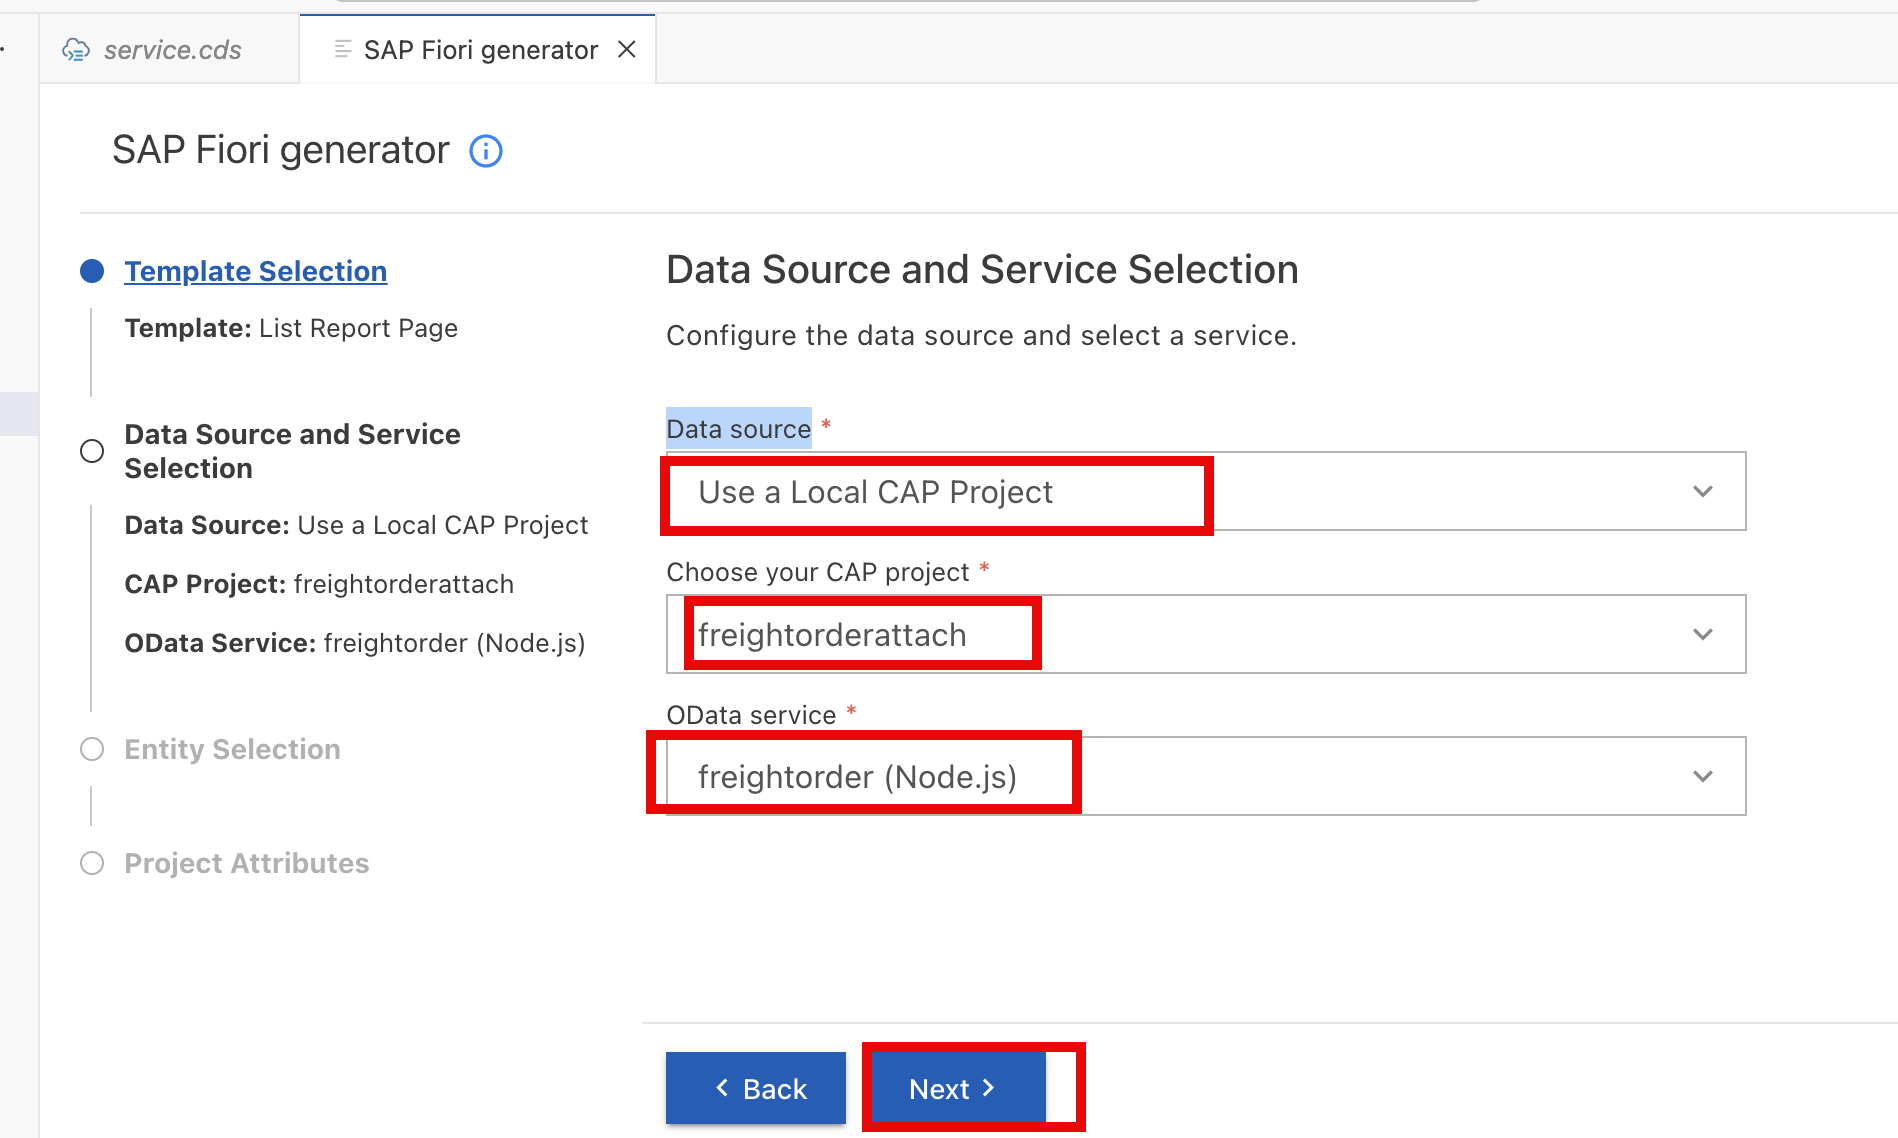 service.cds
SAP Fiori generator
SAP Fiori generator
Template Selection
Template: List Report Page
Data Source and Service
Selection
Data Source: Use a Local CAP Project
CAP Project: freightorderattach
OData Service: freightorder (Node.js)
Entity Selection
Project Attributes
Data Source and Service Selection
Configure the data source and select a service.
Data source *
Use a Local CAP Project
Choose your CAP project *
freightorderattach
OData service *
freightorder (Node.js)
Back
Next